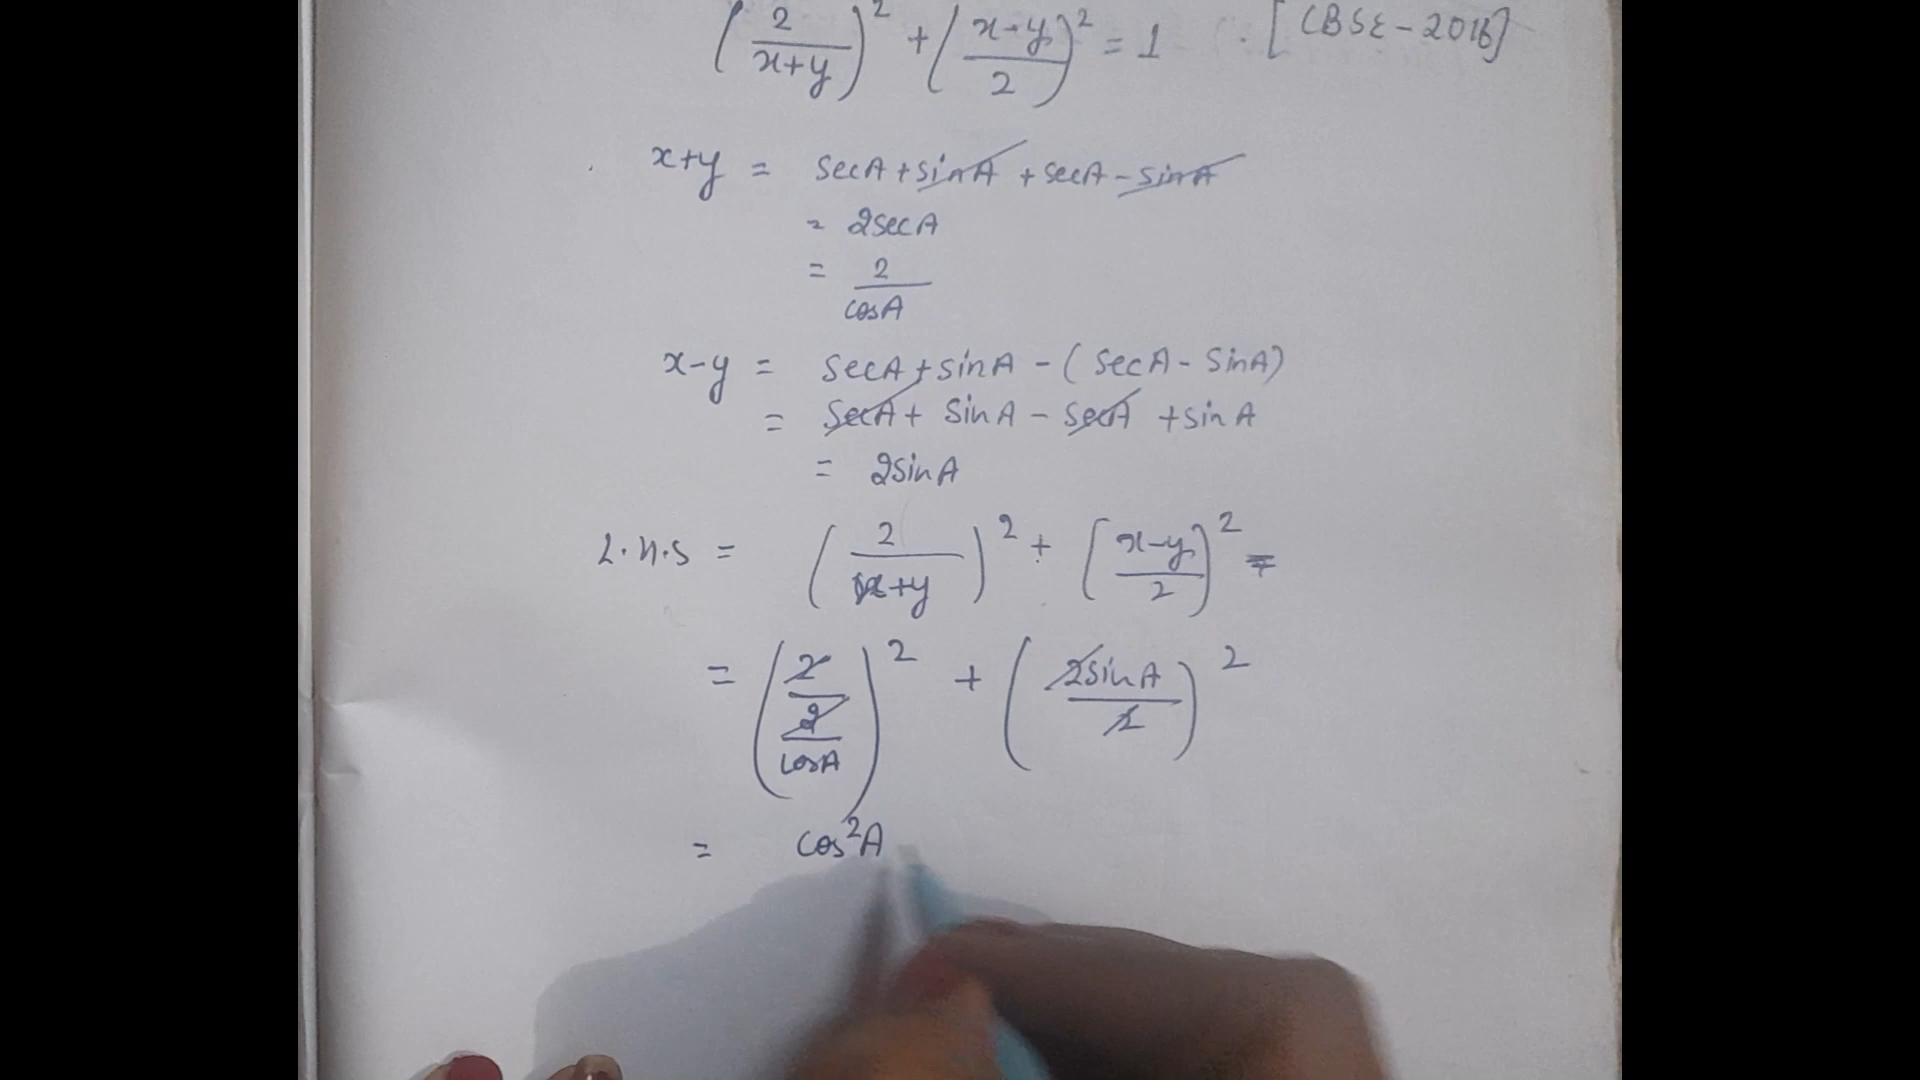 (2/(x+y))² + ((x-y)/2)² = 1 [CBSE-2016]
x+y = secA + sinA + secA - sinA
= 2secA
= 2/cosA
x-y = secA + sinA - (secA - sinA)
= secA + sinA - secA + sinA
= 2sinA
L.H.S = (2/(x+y))² + ((x-y)/2)² =
= (2/(2/cosA))² + (2sinA/2)²
= cos²A